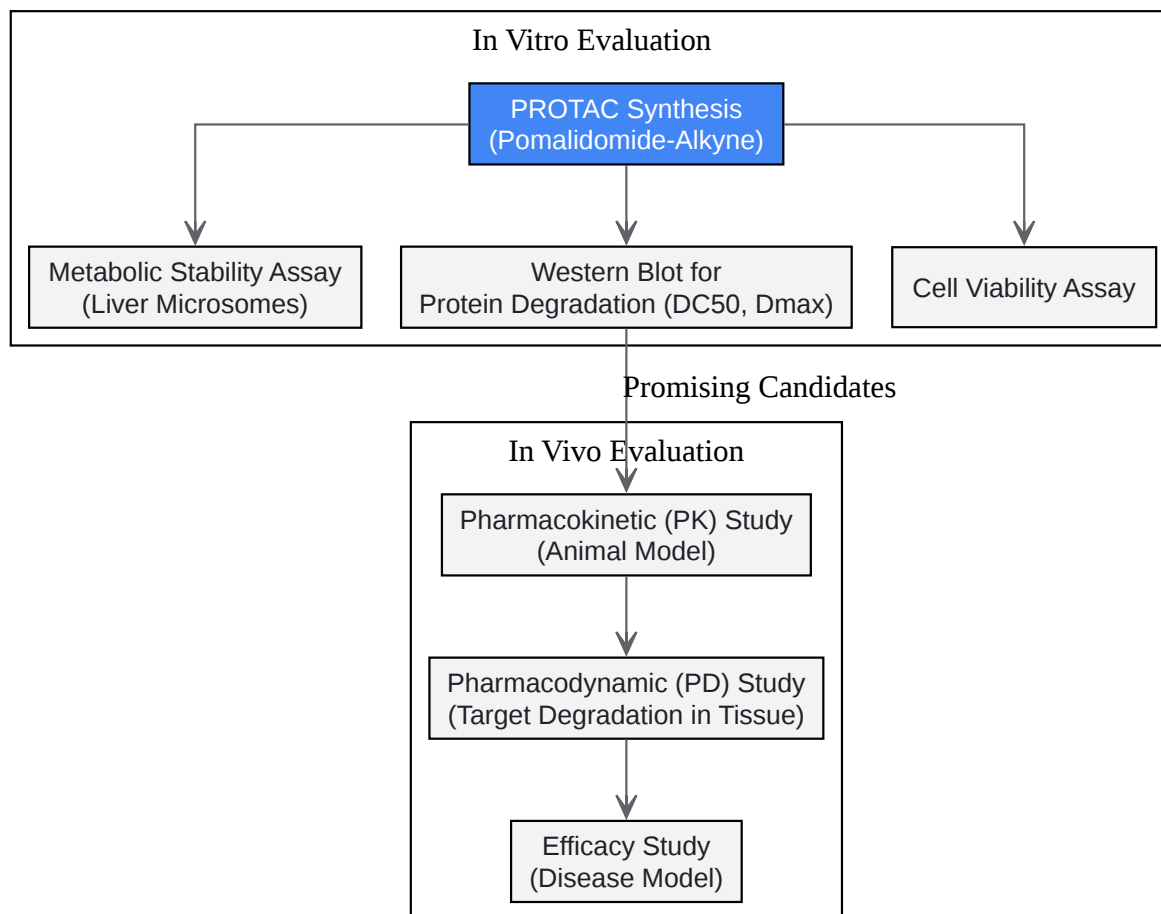 In Vitro Evaluation
PROTAC Synthesis
(Pomalidomide-Alkyne)
Metabolic Stability Assay
(Liver Microsomes)
Western Blot for
Protein Degradation (DC50, Dmax)
Cell Viability Assay
Promising Candidates
In Vivo Evaluation
Pharmacokinetic (PK) Study
(Animal Model)
Pharmacodynamic (PD) Study
(Target Degradation in Tissue)
Efficacy Study
(Disease Model)